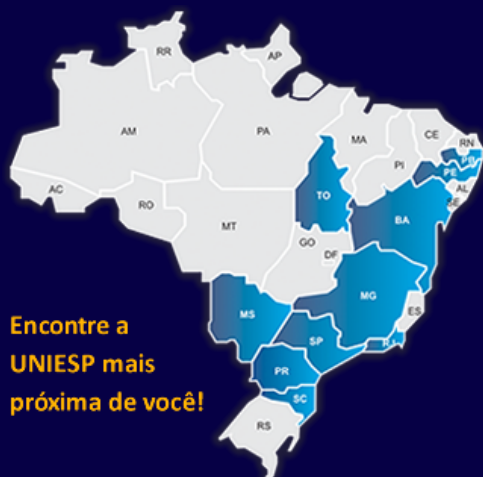 RR
AP
AM
PA
MA
CE
RN
PB
PI
PE
AL
SE
AC
TO
RO
BA
MT
GO
DF
MG
ES
MS
SP
RJ
PR
SC
RS
Encontre a
UNIESP mais
próxima de você!